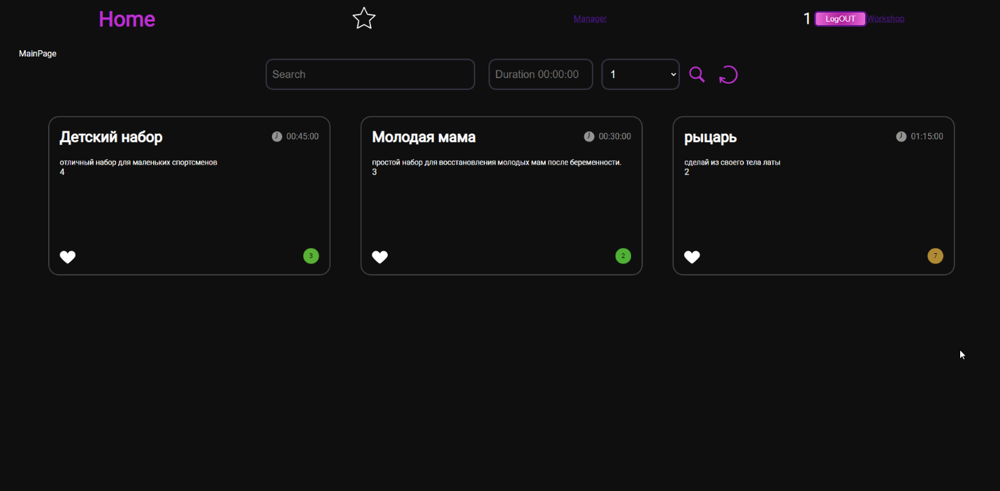 Home
Manager
1
LogOUT
Workshop
MainPage
Search
Duration 00:00:00
1
Детский набор
00:45:00
отличный набор для маленьких спортсменов
4
3
Молодая мама
00:30:00
простой набор для восстановления молодых мам после беременности.
3
2
рыцарь
01:15:00
сделай из своего тела латы
2
7